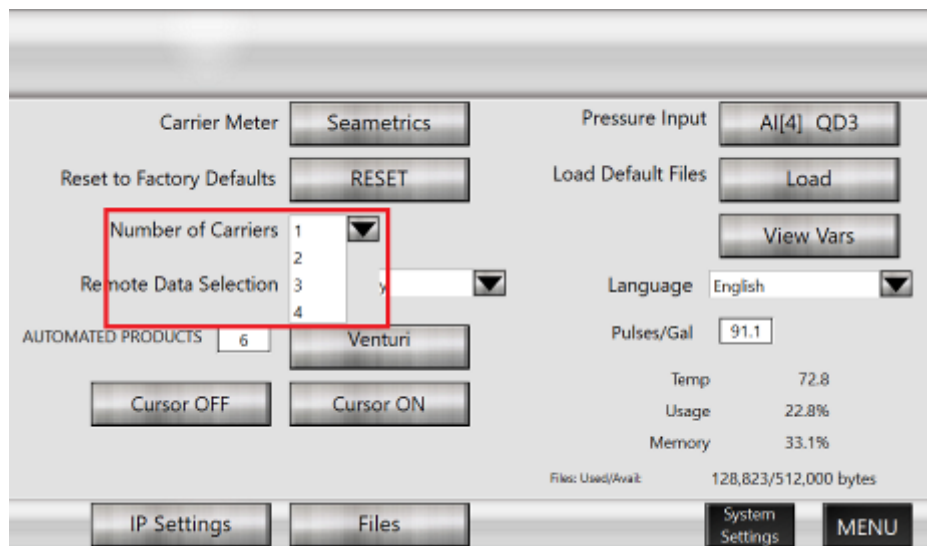 Carrier Meter Seametrics Pressure Input AI[4] QD3
Reset to Factory Defaults RESET Load Default Files Load
Number of Carriers 1 View Vars
2
Remote Data Selection 3 y Language English
4
AUTOMATED PRODUCTS 6 Venturi Pulses/Gal 91.1
Temp 72.8
Cursor OFF Cursor ON Usage 22.8%
Memory 33.1%
Files: Used/Avail: 128,823/512,000 bytes
IP Settings Files System Settings MENU